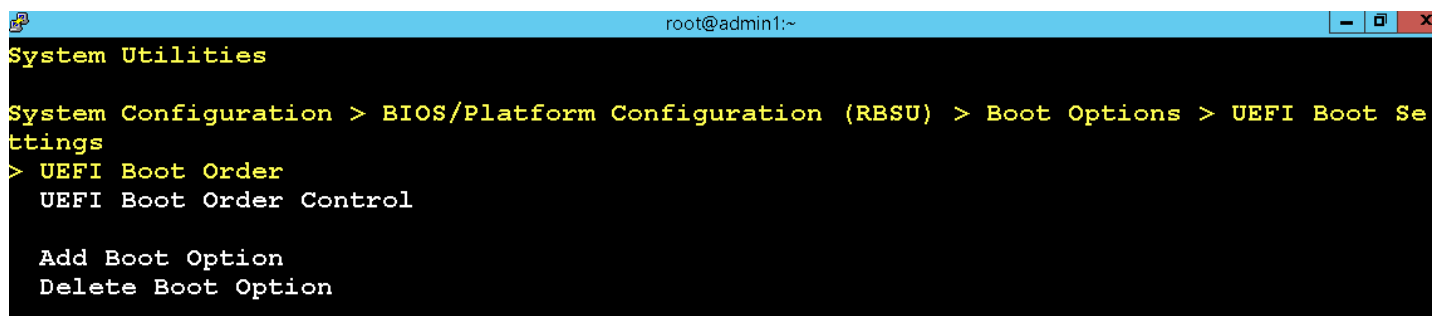 root@admin1:~
System Utilities
System Configuration > BIOS/Platform Configuration (RBSU) > Boot Options > UEFI Boot Se
ttings
> UEFI Boot Order
UEFI Boot Order Control
Add Boot Option
Delete Boot Option